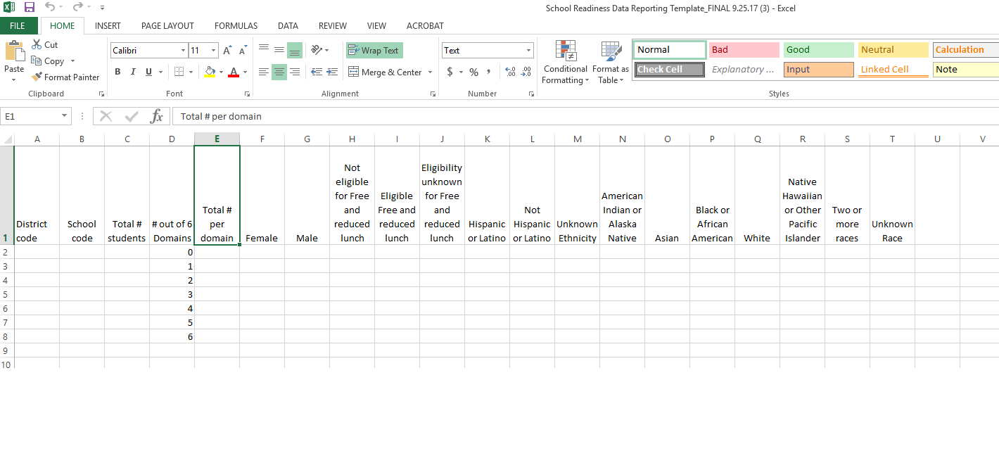 School Readiness Data Reporting Template_FINAL 9.25.17 (3) - Excel
FILE HOME INSERT PAGE LAYOUT FORMULAS DATA REVIEW VIEW ACROBAT
Paste
Cut
Copy
Format Painter
Clipboard
Calibri 11
B I U A
Font
Wrap Text
Merge & Center
Alignment
Text
$ % ,
Number
Conditional
Formatting
Format as
Table
Normal Bad Good Neutral Calculation
Check Cell Explanatory ... Input Linked Cell Note
Styles
E1 fx Total # per domain
A B C D E F G H I J K L M N O P Q R S T U V
1
District
code
School
code
Total #
students
# out of 6
Domains
Total #
per
domain
Female
Male
Not
eligible
for Free
and
reduced
lunch
Eligible
Free and
reduced
lunch
Eligibility
unknown
for Free
and
reduced
lunch
Hispanic
or Latino
Not
Hispanic
or Latino
Unknown
Ethnicity
American
Indian or
Alaska
Native
Asian
Black or
African
American
White
Native
Hawaiian
or Other
Pacific
Islander
Two or
more
races
Unknown
Race
2 0
3 1
4 2
5 3
6 4
7 5
8 6
9
10